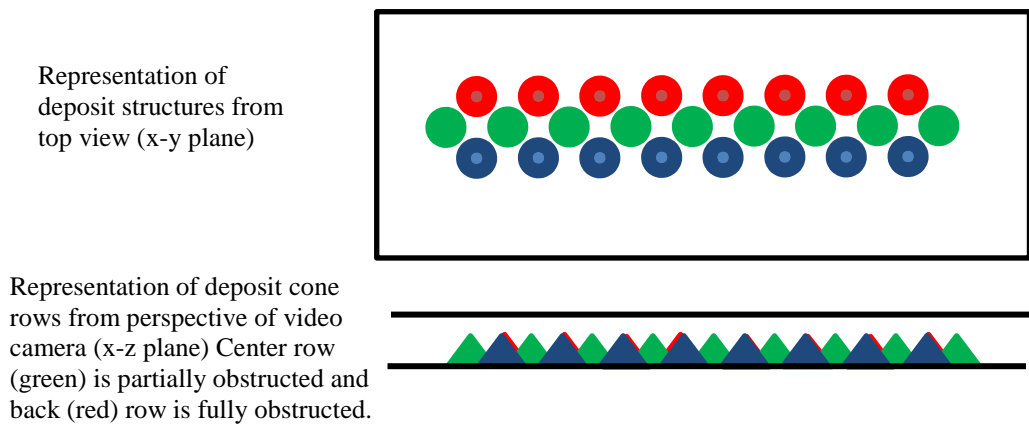 Representation of
deposit structures from
top view (x-y plane)
Representation of deposit cone
rows from perspective of video
camera (x-z plane) Center row
(green) is partially obstructed and
back (red) row is fully obstructed.